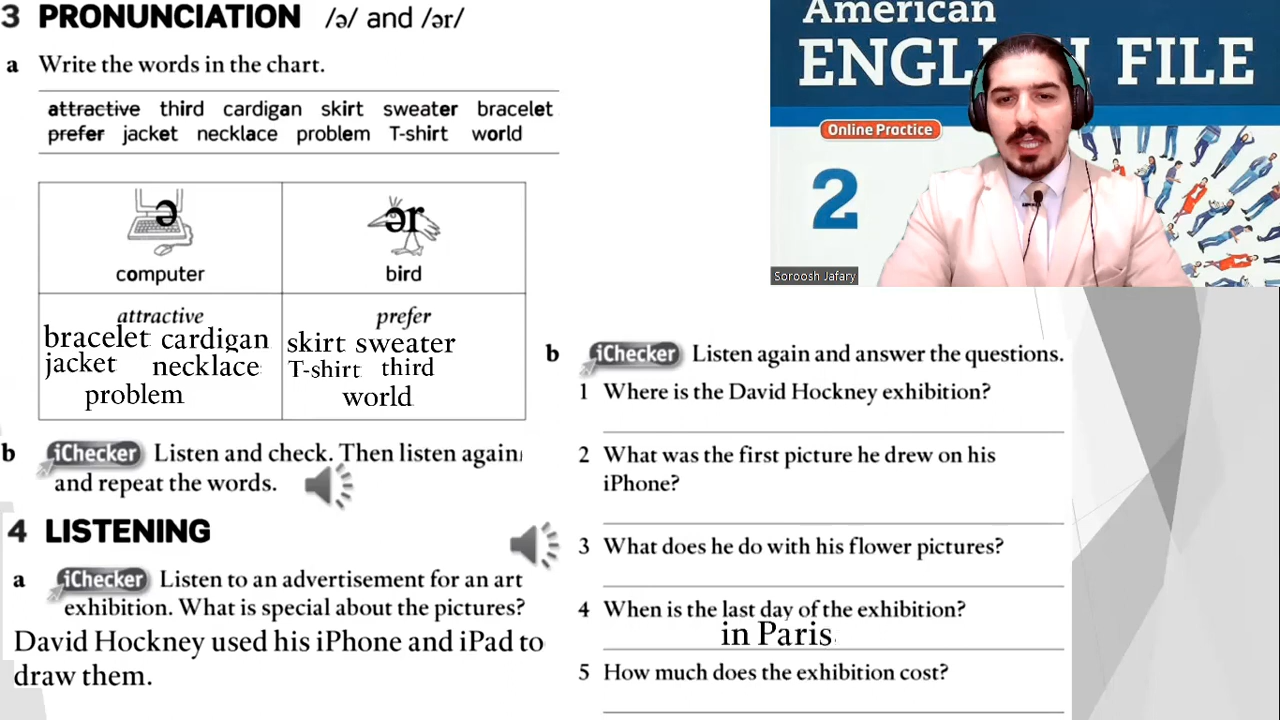 3 PRONUNCIATION /ə/ and /ər/
a Write the words in the chart.
attractive third cardigan skirt sweater bracelet
prefer jacket necklace problem T-shirt world
ə
computer
ər
bird
attractive
bracelet cardigan
jacket necklace
problem
prefer
skirt sweater
T-shirt third
world
b iChecker Listen and check. Then listen again
and repeat the words.
4 LISTENING
a iChecker Listen to an advertisement for an art
exhibition. What is special about the pictures?
David Hockney used his iPhone and iPad to
draw them.
American
ENGL FILE
Online Practice
2
Soroosh Jafary
b iChecker Listen again and answer the questions.
1 Where is the David Hockney exhibition?
2 What was the first picture he drew on his
iPhone?
3 What does he do with his flower pictures?
4 When is the last day of the exhibition?
in Paris
5 How much does the exhibition cost?